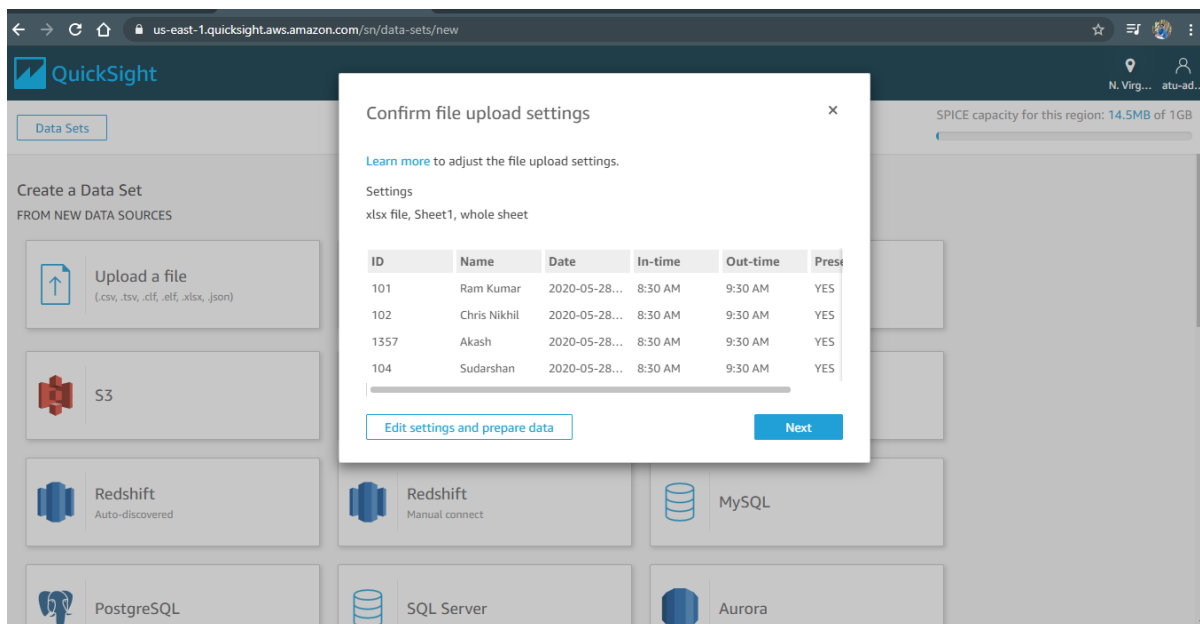 us-east-1.quicksight.aws.amazon.com/sn/data-sets/new
QuickSight
N. Virg... atu-ad...
Data Sets
SPICE capacity for this region: 14.5MB of 1GB
Create a Data Set
FROM NEW DATA SOURCES
Upload a file
(.csv, .tsv, .clf, .elf, .xlsx, .json)
S3
Redshift
Auto-discovered
Redshift
Manual connect
MySQL
PostgreSQL
SQL Server
Aurora
Confirm file upload settings
Learn more to adjust the file upload settings.
Settings
xlsx file, Sheet1, whole sheet
ID Name Date In-time Out-time Prese
101 Ram Kumar 2020-05-28... 8:30 AM 9:30 AM YES
102 Chris Nikhil 2020-05-28... 8:30 AM 9:30 AM YES
1357 Akash 2020-05-28... 8:30 AM 9:30 AM YES
104 Sudarshan 2020-05-28... 8:30 AM 9:30 AM YES
Edit settings and prepare data
Next